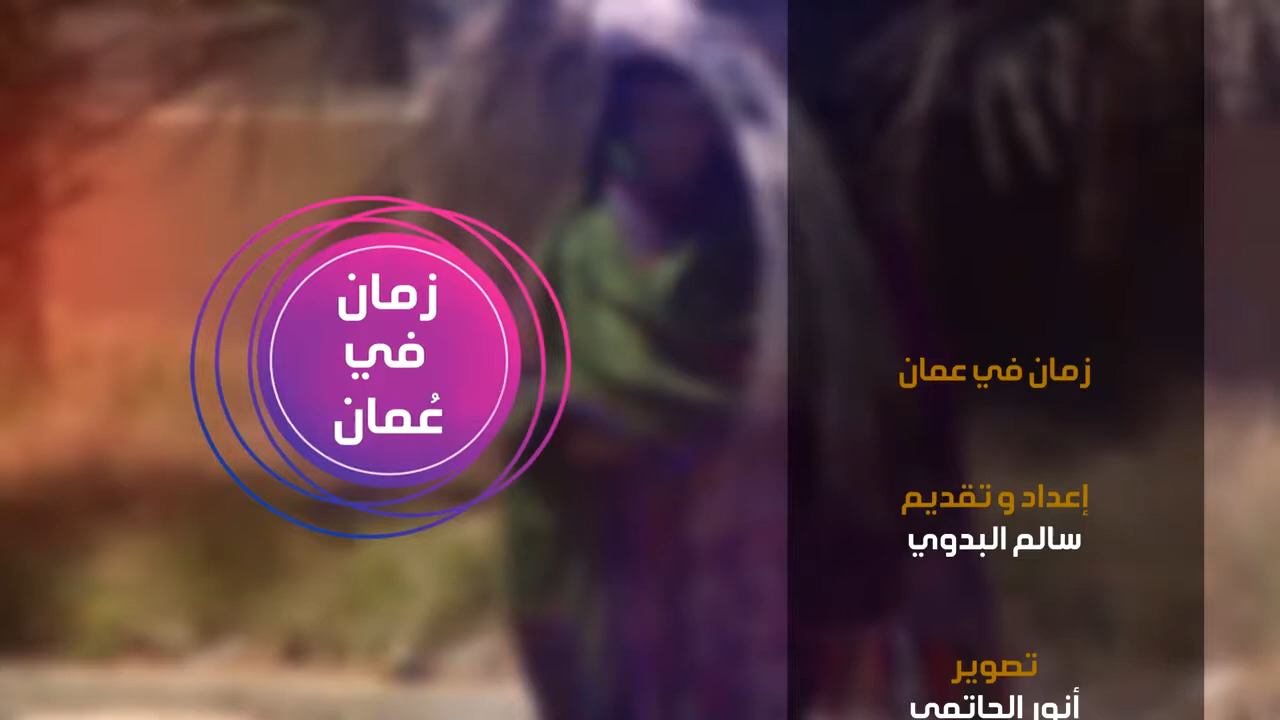 زمان
في
عُمان
زمان في عمان
إعداد و تقديم
سالم البدوي
تصوير
أنور الحاتمي